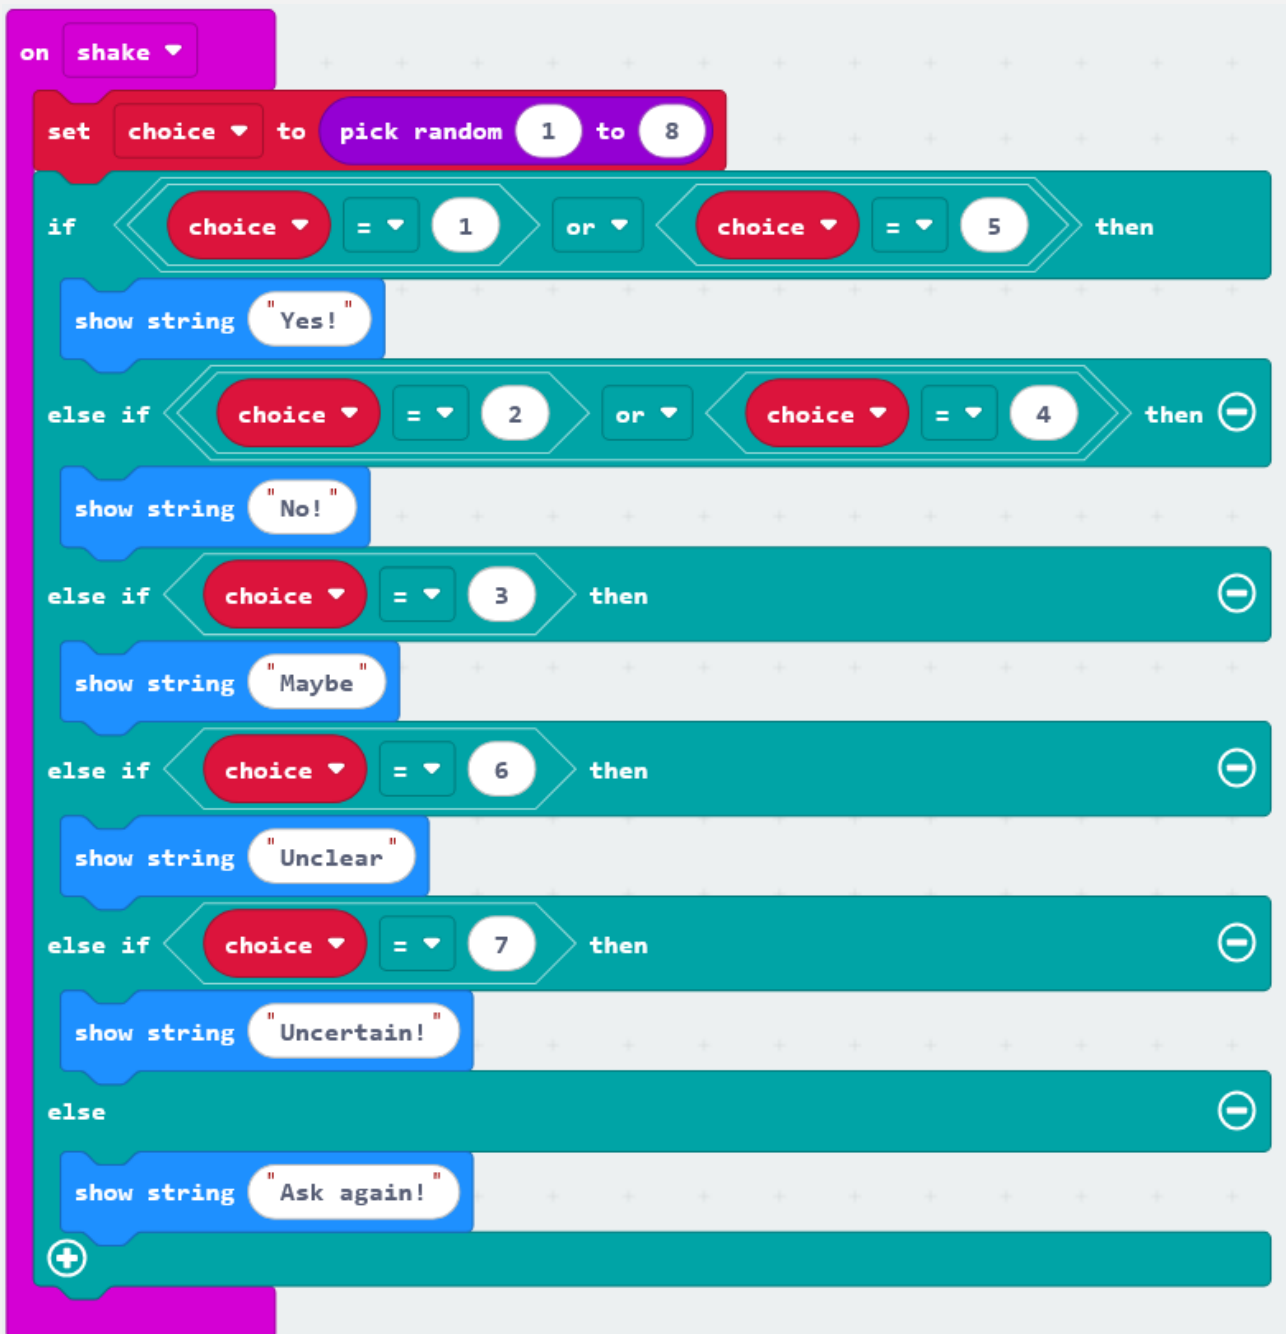 on shake
set choice to pick random 1 to 8
if choice = 1 or choice = 5 then
show string "Yes!"
else if choice = 2 or choice = 4 then
show string "No!"
else if choice = 3 then
show string "Maybe"
else if choice = 6 then
show string "Unclear"
else if choice = 7 then
show string "Uncertain!"
else
show string "Ask again!"